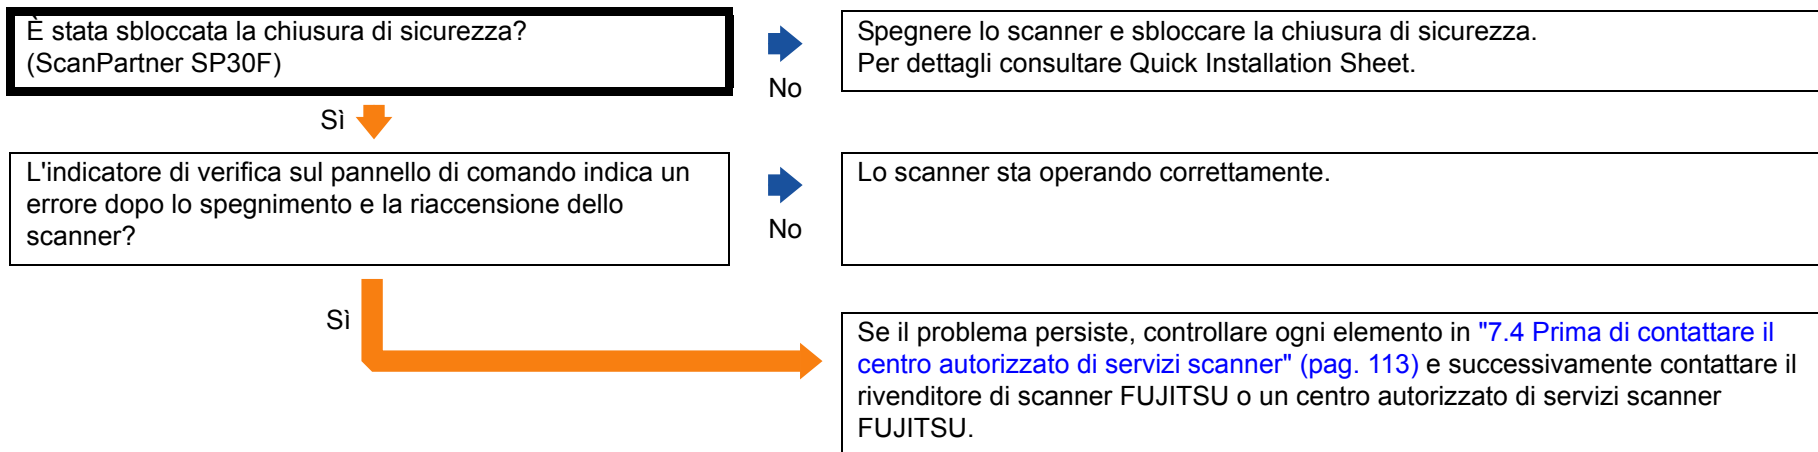 È stata sbloccata la chiusura di sicurezza?
(ScanPartner SP30F)
No
Spegnere lo scanner e sbloccare la chiusura di sicurezza.
Per dettagli consultare Quick Installation Sheet.
Sì
L'indicatore di verifica sul pannello di comando indica un
errore dopo lo spegnimento e la riaccensione dello
scanner?
No
Lo scanner sta operando correttamente.
Sì
Se il problema persiste, controllare ogni elemento in "7.4 Prima di contattare il
centro autorizzato di servizi scanner" (pag. 113) e successivamente contattare il
rivenditore di scanner FUJITSU o un centro autorizzato di servizi scanner
FUJITSU.